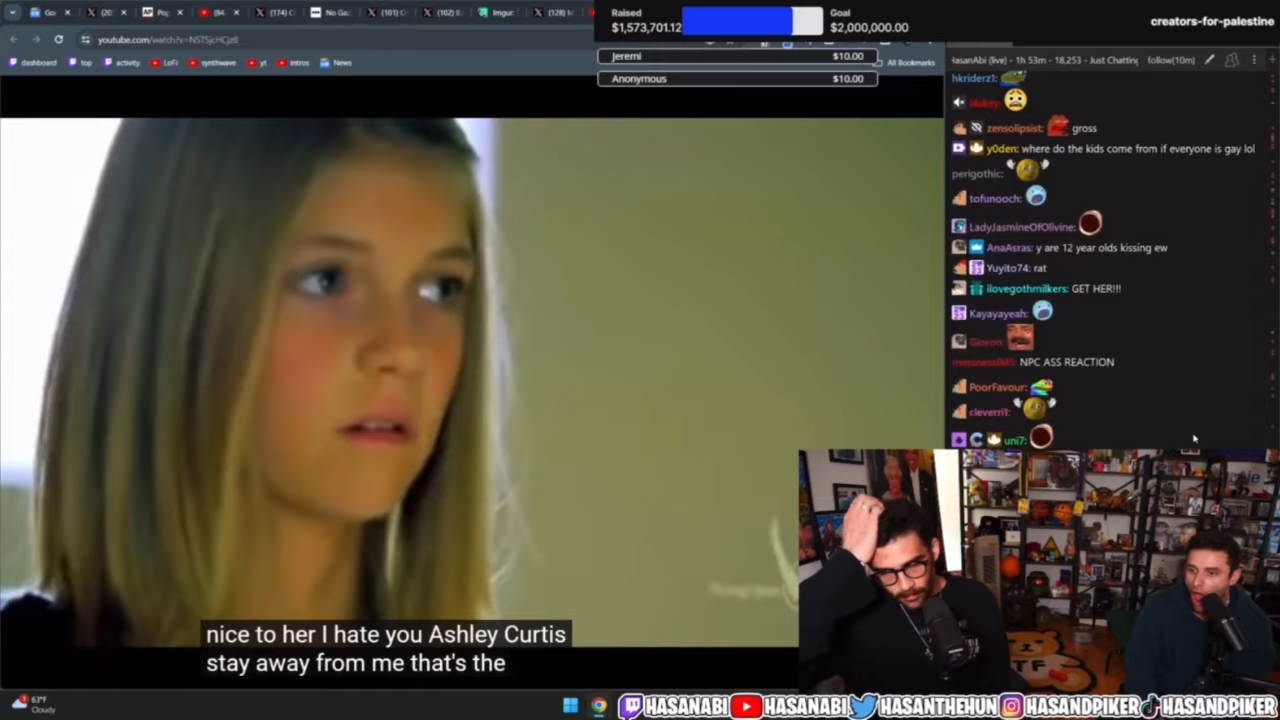 Raised
$1,573,701.12
Goal
$2,000,000.00
creators-for-palestine
Jeremi $10.00
Anonymous $10.00
youtube.com/watch?v=NST5jcHCjz8
dashboard top activity LoFi synthwave yt intros News
All Bookmarks
HasanAbi (live) - 1h 53m - 18,253 - Just Chatting follow(10m)
hkriderz1:
zensolipsist: gross
y0den: where do the kids come from if everyone is gay lol
perigothic:
tofunooch:
LadyJasmineOfOlivine:
AnaAsras: y are 12 year olds kissing ew
Yuyito74: rat
ilovegothmilkers: GET HER!!!
Kayayayeah:
Ginron:
NPC ASS REACTION
PoorFavour:
cleverri1:
uni7:
nice to her I hate you Ashley Curtis
stay away from me that's the
63°F
Cloudy
HASANABI HASANABI HASANTHEHUN HASANDPIKER HASANDPIKER